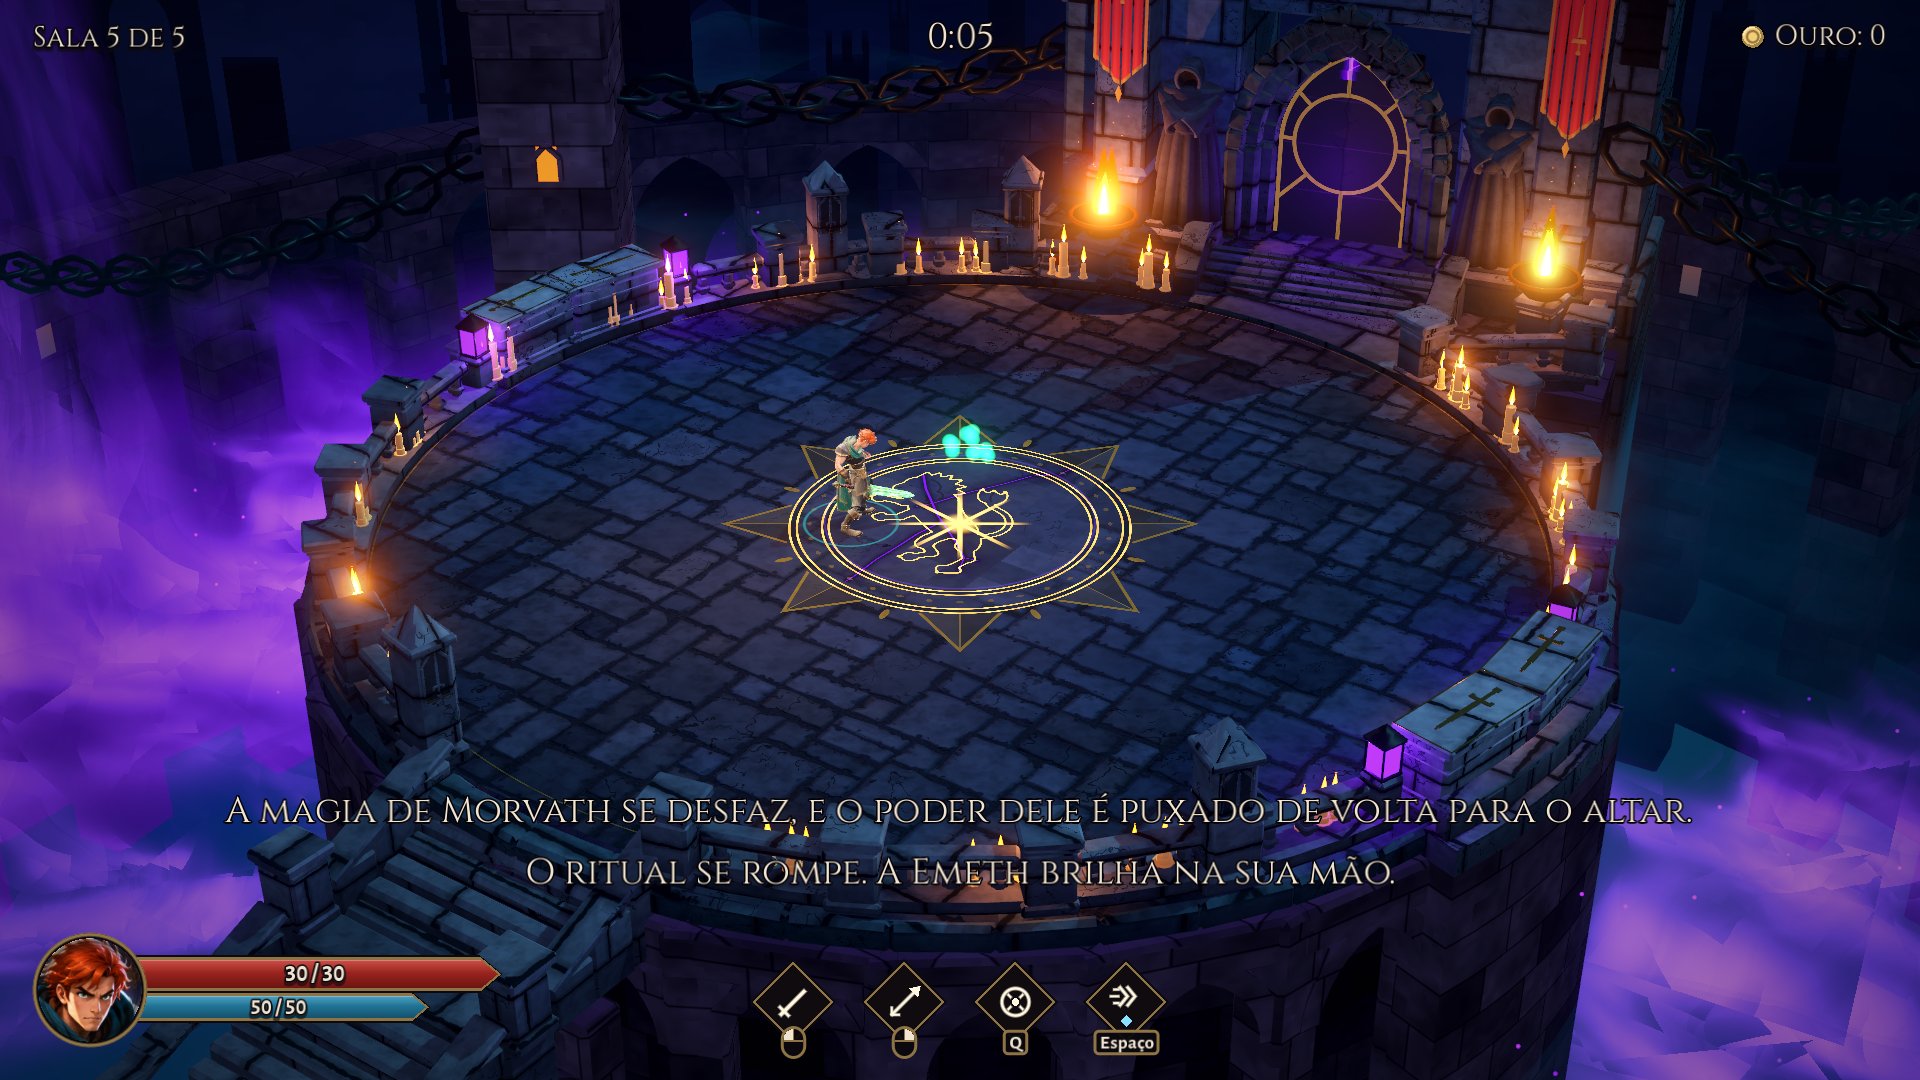 Sala 5 de 5
0:05
Ouro: 0
A magia de Morvath se desfaz, e o poder dele é puxado de volta para o altar.
O ritual se rompe. A Emeth brilha na sua mão.
30/30
50/50
Q
Espaço